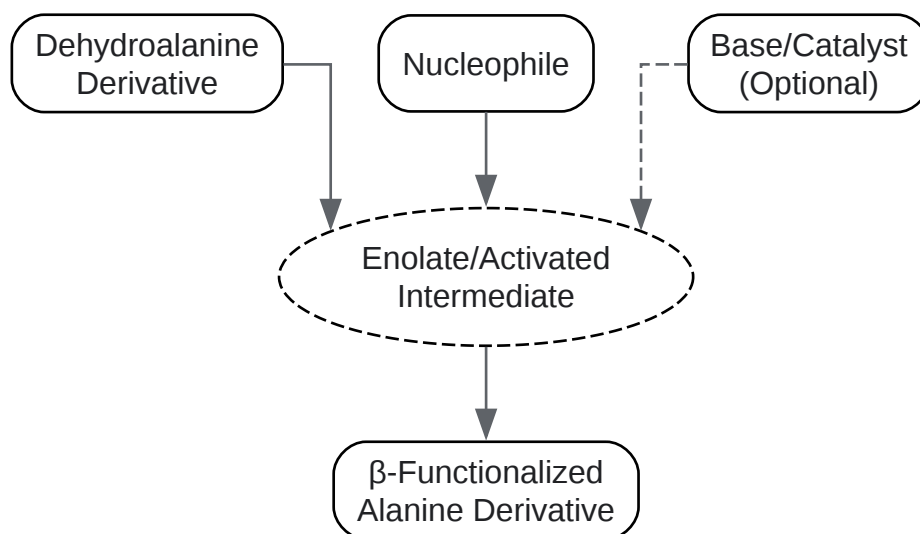 Dehydroalanine
Derivative
Nucleophile
Base/Catalyst
(Optional)
Enolate/Activated
Intermediate
β-Functionalized
Alanine Derivative